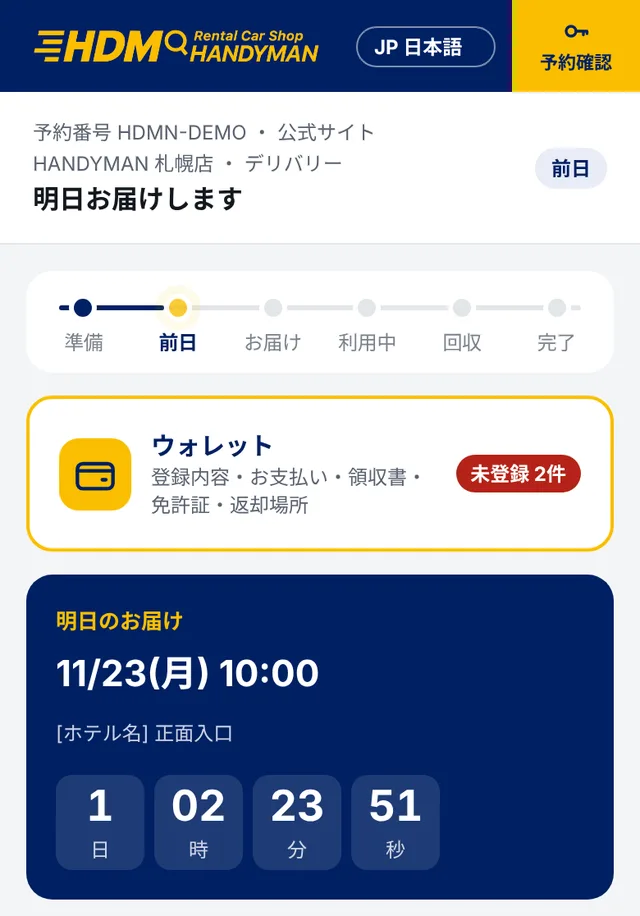 HDM Rental Car Shop HANDYMAN
JP 日本語
予約確認
予約番号 HDMN-DEMO ・ 公式サイト
HANDYMAN 札幌店 ・ デリバリー
明日お届けします
前日
準備 前日 お届け 利用中 回収 完了
ウォレット
登録内容・お支払い・領収書・
免許証・返却場所
未登録 2件
明日のお届け
11/23(月) 10:00
[ホテル名] 正面入口
1 02 23 51
日 時 分 秒